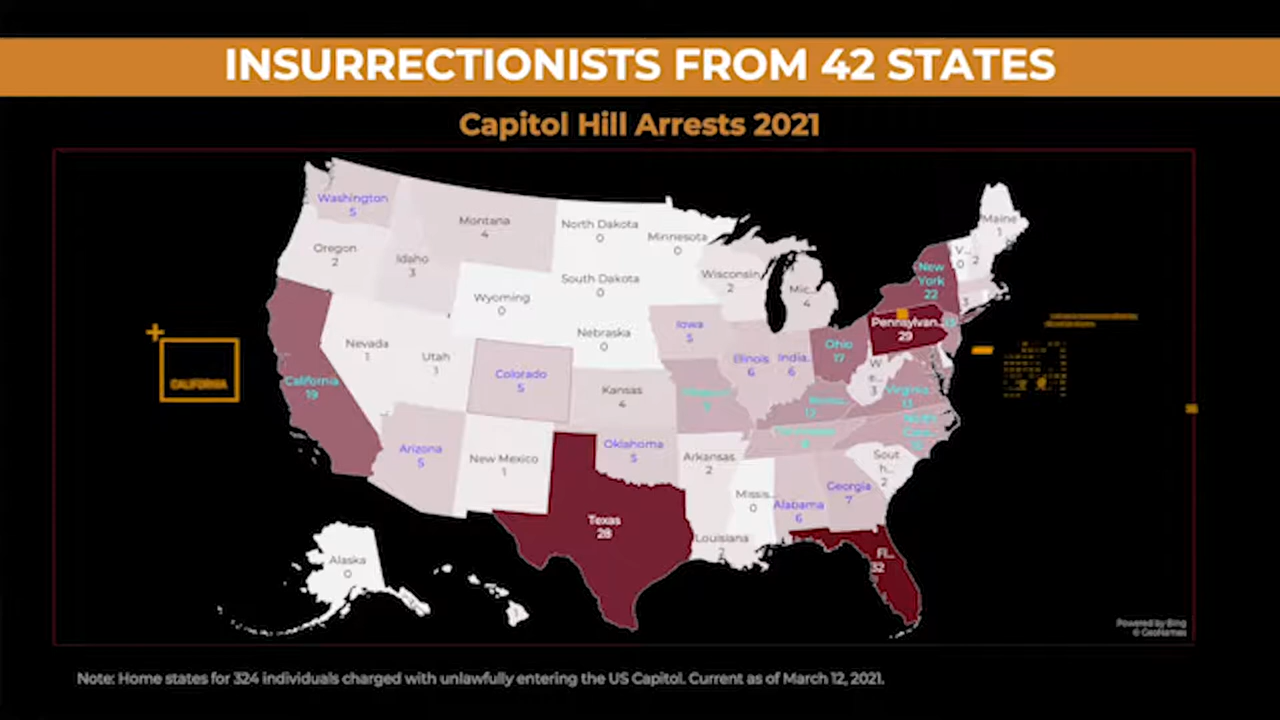 INSURRECTIONISTS FROM 42 STATES
Capitol Hill Arrests 2021
Washington
5
Montana
4
North Dakota
0
Minnesota
0
Maine
1
Oregon
2
Idaho
3
Wisconsin
2
Mic...
4
V...
0
2
New
York
22
South Dakota
0
Wyoming
0
3
Iowa
5
Pennsylvan...
29
Nebraska
0
Nevada
1
Utah
1
Ohio
17
CALIFORNIA
California
19
Colorado
5
Illinois
6
India...
6
W
e...
3
Kansas
4
Virginia
13
Arizona
5
New Mexico
1
Oklahoma
5
Arkansas
2
Sout
h...
2
Missis...
0
Alabama
6
Georgia
7
Texas
28
Louisiana
2
Fl...
32
Alaska
0
Powered by Bing
© GeoNames
Note: Home states for 324 individuals charged with unlawfully entering the US Capitol. Current as of March 12, 2021.